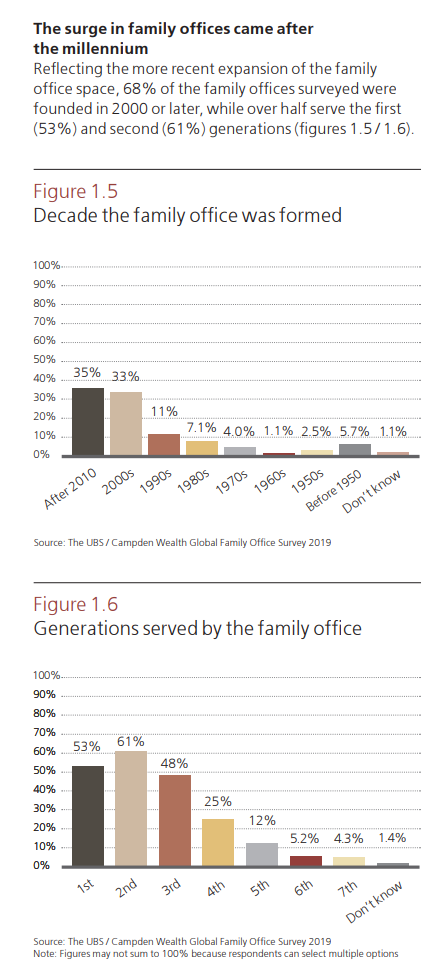 The surge in family offices came after
the millennium
Reflecting the more recent expansion of the family
office space, 68% of the family offices surveyed were
founded in 2000 or later, while over half serve the first
(53%) and second (61%) generations (figures 1.5 / 1.6).
Figure 1.5
Decade the family office was formed
100%
90%
80%
70%
60%
50%
40%
30%
20%
10%
0%
35% 33% 11% 7.1% 4.0% 1.1% 2.5% 5.7% 1.1%
After 2010 2000s 1990s 1980s 1970s 1960s 1950s Before 1950 Don't know
Source: The UBS / Campden Wealth Global Family Office Survey 2019
Figure 1.6
Generations served by the family office
100%
90%
80%
70%
60%
50%
40%
30%
20%
10%
0%
53% 61% 48% 25% 12% 5.2% 4.3% 1.4%
1st 2nd 3rd 4th 5th 6th 7th Don't know
Source: The UBS / Campden Wealth Global Family Office Survey 2019
Note: Figures may not sum to 100% because respondents can select multiple options